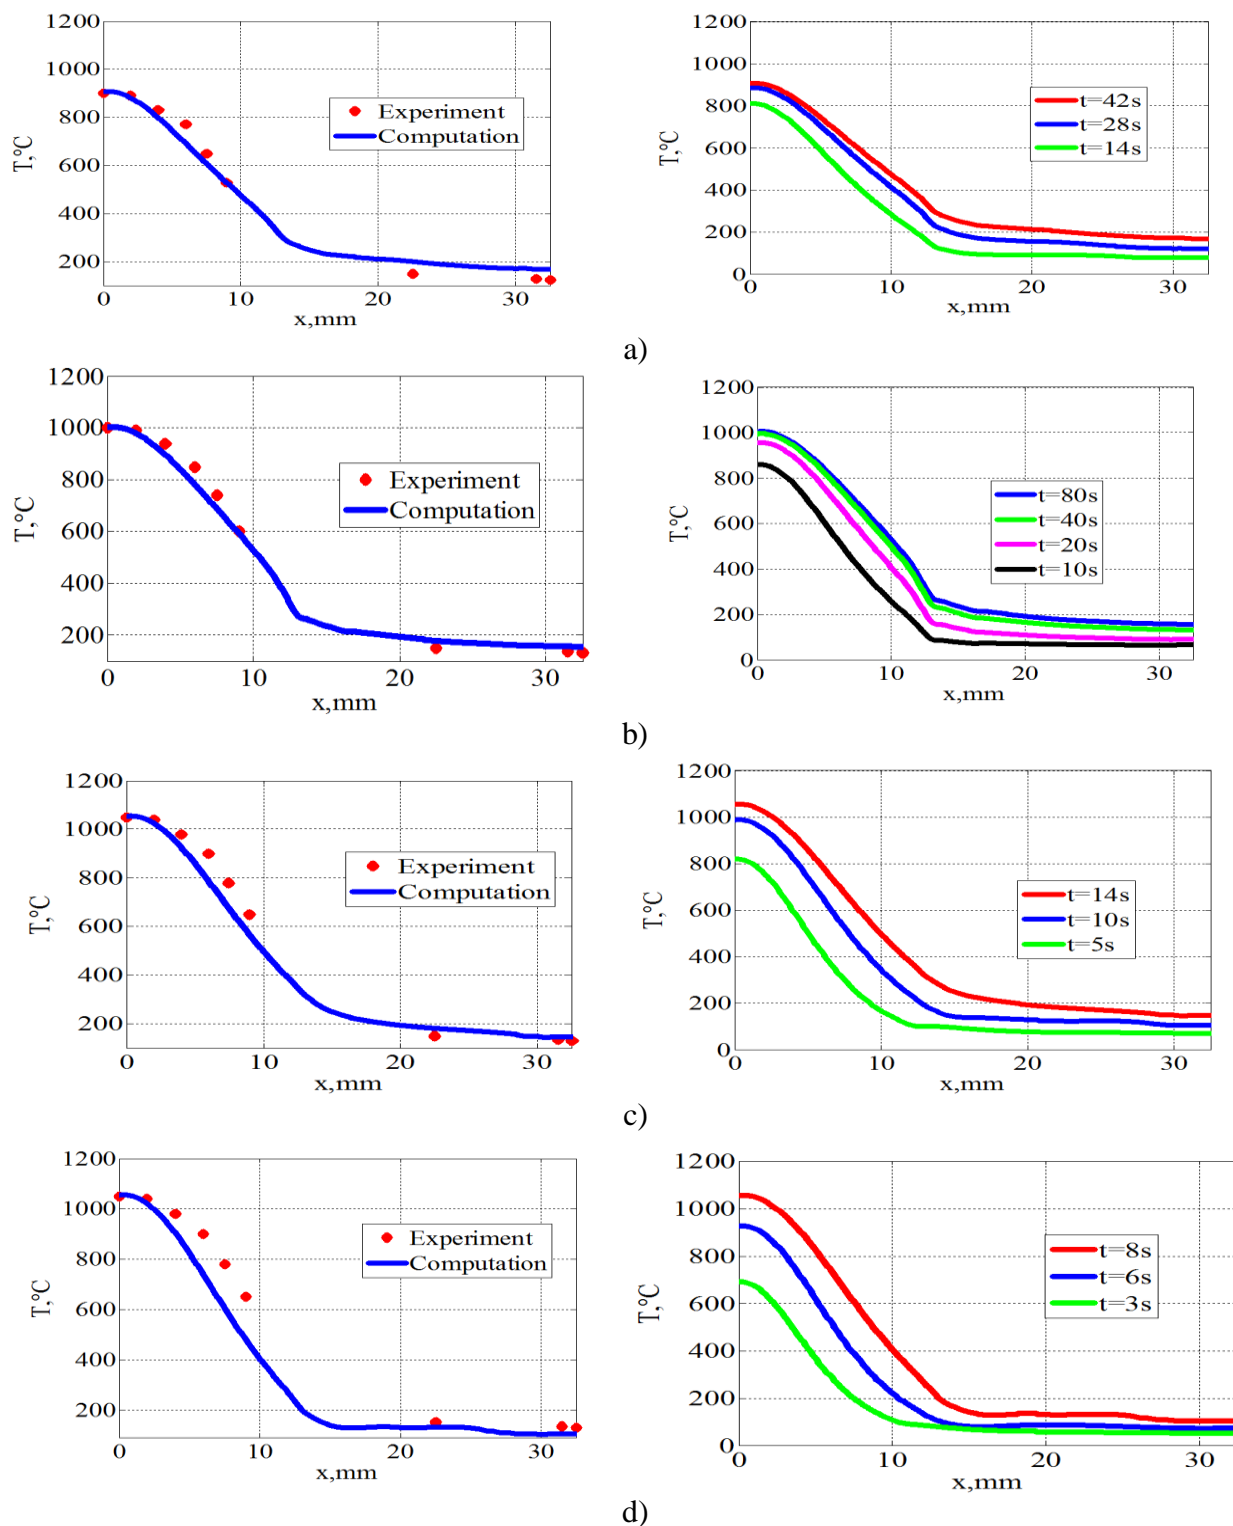 1200
1000
800
600
400
200
T,°C
Experiment
Computation
0
10
20
30
x,mm
1200
1000
800
600
400
200
0
T,°C
t=42s
t=28s
t=14s
0
10
20
30
x,mm
a)
1200
1000
800
600
400
200
T,°C
Experiment
Computation
0
10
20
30
x,mm
1200
1000
800
600
400
200
0
T,°C
t=80s
t=40s
t=20s
t=10s
0
10
20
30
x,mm
b)
1200
1000
800
600
400
200
T,°C
Experiment
Computation
0
10
20
30
x,mm
1200
1000
800
600
400
200
0
T,°C
t=14s
t=10s
t=5s
0
10
20
30
x,mm
c)
1200
1000
800
600
400
200
T,°C
Experiment
Computation
0
10
20
30
x,mm
1200
1000
800
600
400
200
0
T,°C
t=8s
t=6s
t=3s
0
10
20
30
x,mm
d)